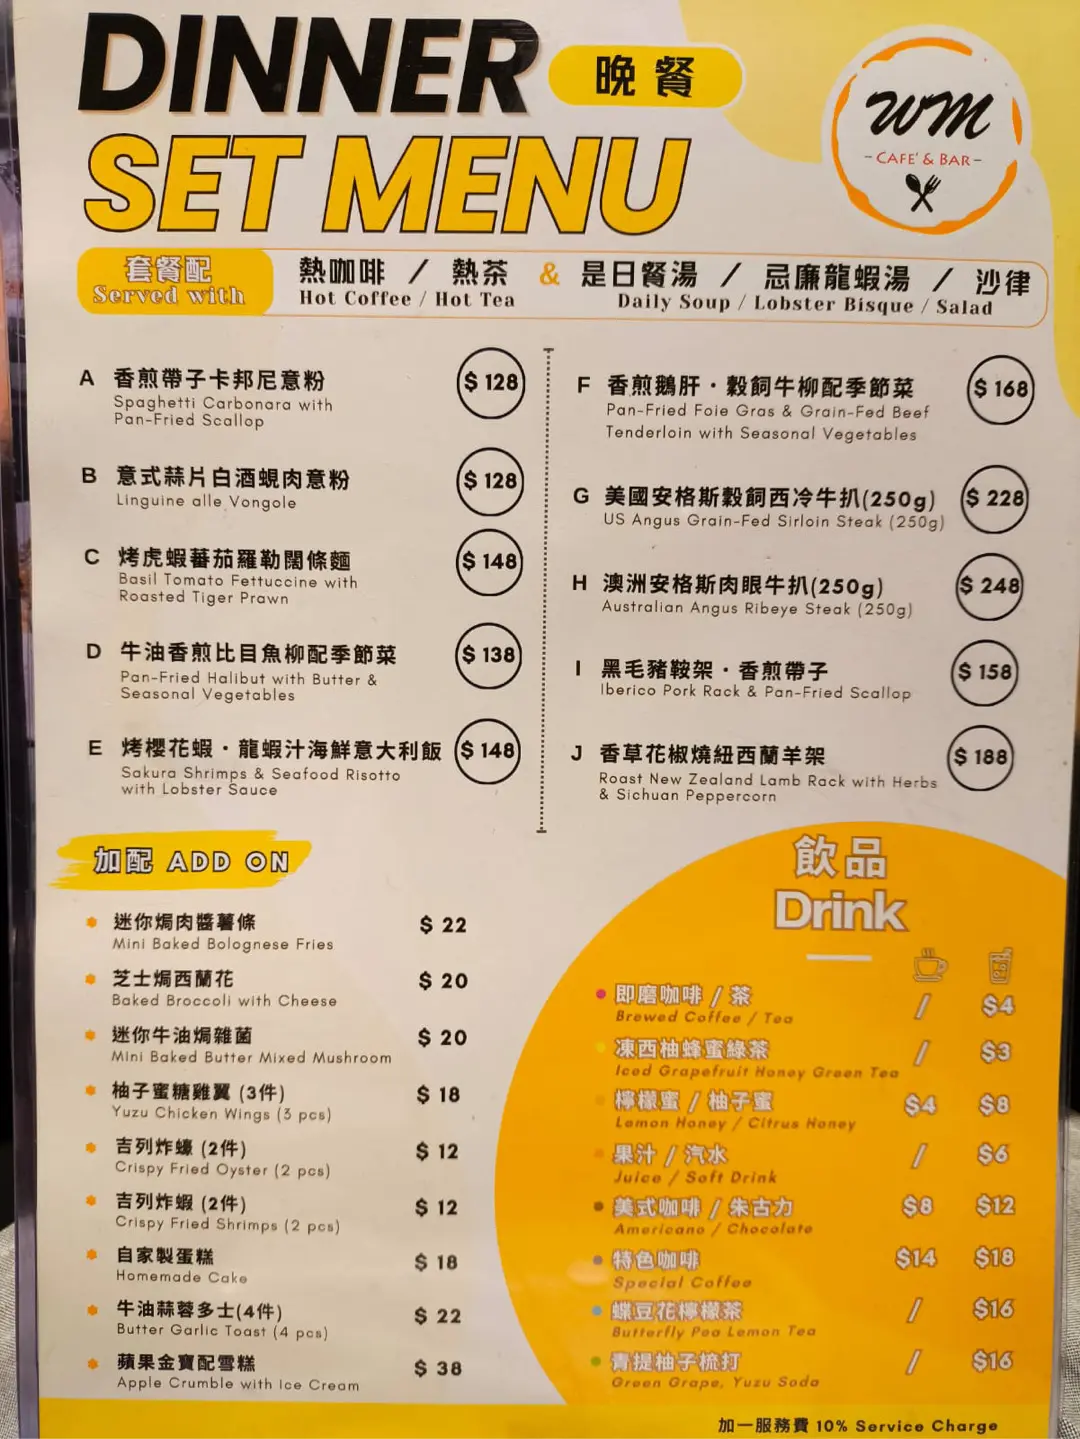 DINNER 晚餐
SET MENU
WM
- CAFE' & BAR -
套餐配
Served with
熱咖啡 / 熱茶 & 是日餐湯 / 忌廉龍蝦湯 / 沙律
Hot Coffee / Hot Tea Daily Soup / Lobster Bisque / Salad
A 香煎帶子卡邦尼意粉 $ 128
Spaghetti Carbonara with
Pan-Fried Scallop
B 意式蒜片白酒蜆肉意粉 $ 128
Linguine alle Vongole
C 烤虎蝦蕃茄羅勒闊條麵 $ 148
Basil Tomato Fettuccine with
Roasted Tiger Prawn
D 牛油香煎比目魚柳配季節菜 $ 138
Pan-Fried Halibut with Butter &
Seasonal Vegetables
E 烤櫻花蝦・龍蝦汁海鮮意大利飯 $ 148
Sakura Shrimps & Seafood Risotto
with Lobster Sauce
F 香煎鵝肝・穀飼牛柳配季節菜 $ 168
Pan-Fried Foie Gras & Grain-Fed Beef
Tenderloin with Seasonal Vegetables
G 美國安格斯穀飼西冷牛扒(250g) $ 228
US Angus Grain-Fed Sirloin Steak (250g)
H 澳洲安格斯肉眼牛扒(250g) $ 248
Australian Angus Ribeye Steak (250g)
I 黑毛豬鞍架・香煎帶子 $ 158
Iberico Pork Rack & Pan-Fried Scallop
J 香草花椒燒紐西蘭羊架 $ 188
Roast New Zealand Lamb Rack with Herbs
& Sichuan Peppercorn
加配 ADD ON
迷你焗肉醬薯條 $ 22
Mini Baked Bolognese Fries
芝士焗西蘭花 $ 20
Baked Broccoli with Cheese
迷你牛油焗雜菌 $ 20
Mini Baked Butter Mixed Mushroom
柚子蜜糖雞翼 (3件) $ 18
Yuzu Chicken Wings (3 pcs)
吉列炸蠔 (2件) $ 12
Crispy Fried Oyster (2 pcs)
吉列炸蝦 (2件) $ 12
Crispy Fried Shrimps (2 pcs)
自家製蛋糕 $ 18
Homemade Cake
牛油蒜蓉多士(4件) $ 22
Butter Garlic Toast (4 pcs)
蘋果金寶配雪糕 $ 38
Apple Crumble with Ice Cream
飲品
Drink
即磨咖啡 / 茶 / $4
Brewed Coffee / Tea
凍西柚蜂蜜綠茶 / $3
Iced Grapefruit Honey Green Tea
檸檬蜜 / 柚子蜜 $4 $8
Lemon Honey / Citrus Honey
果汁 / 汽水 / $6
Juice / Soft Drink
美式咖啡 / 朱古力 $8 $12
Americano / Chocolate
特色咖啡 $14 $18
Special Coffee
蝶豆花檸檬茶 / $16
Butterfly Pea Lemon Tea
青提柚子梳打 / $16
Green Grape, Yuzu Soda
加一服務費 10% Service Charge